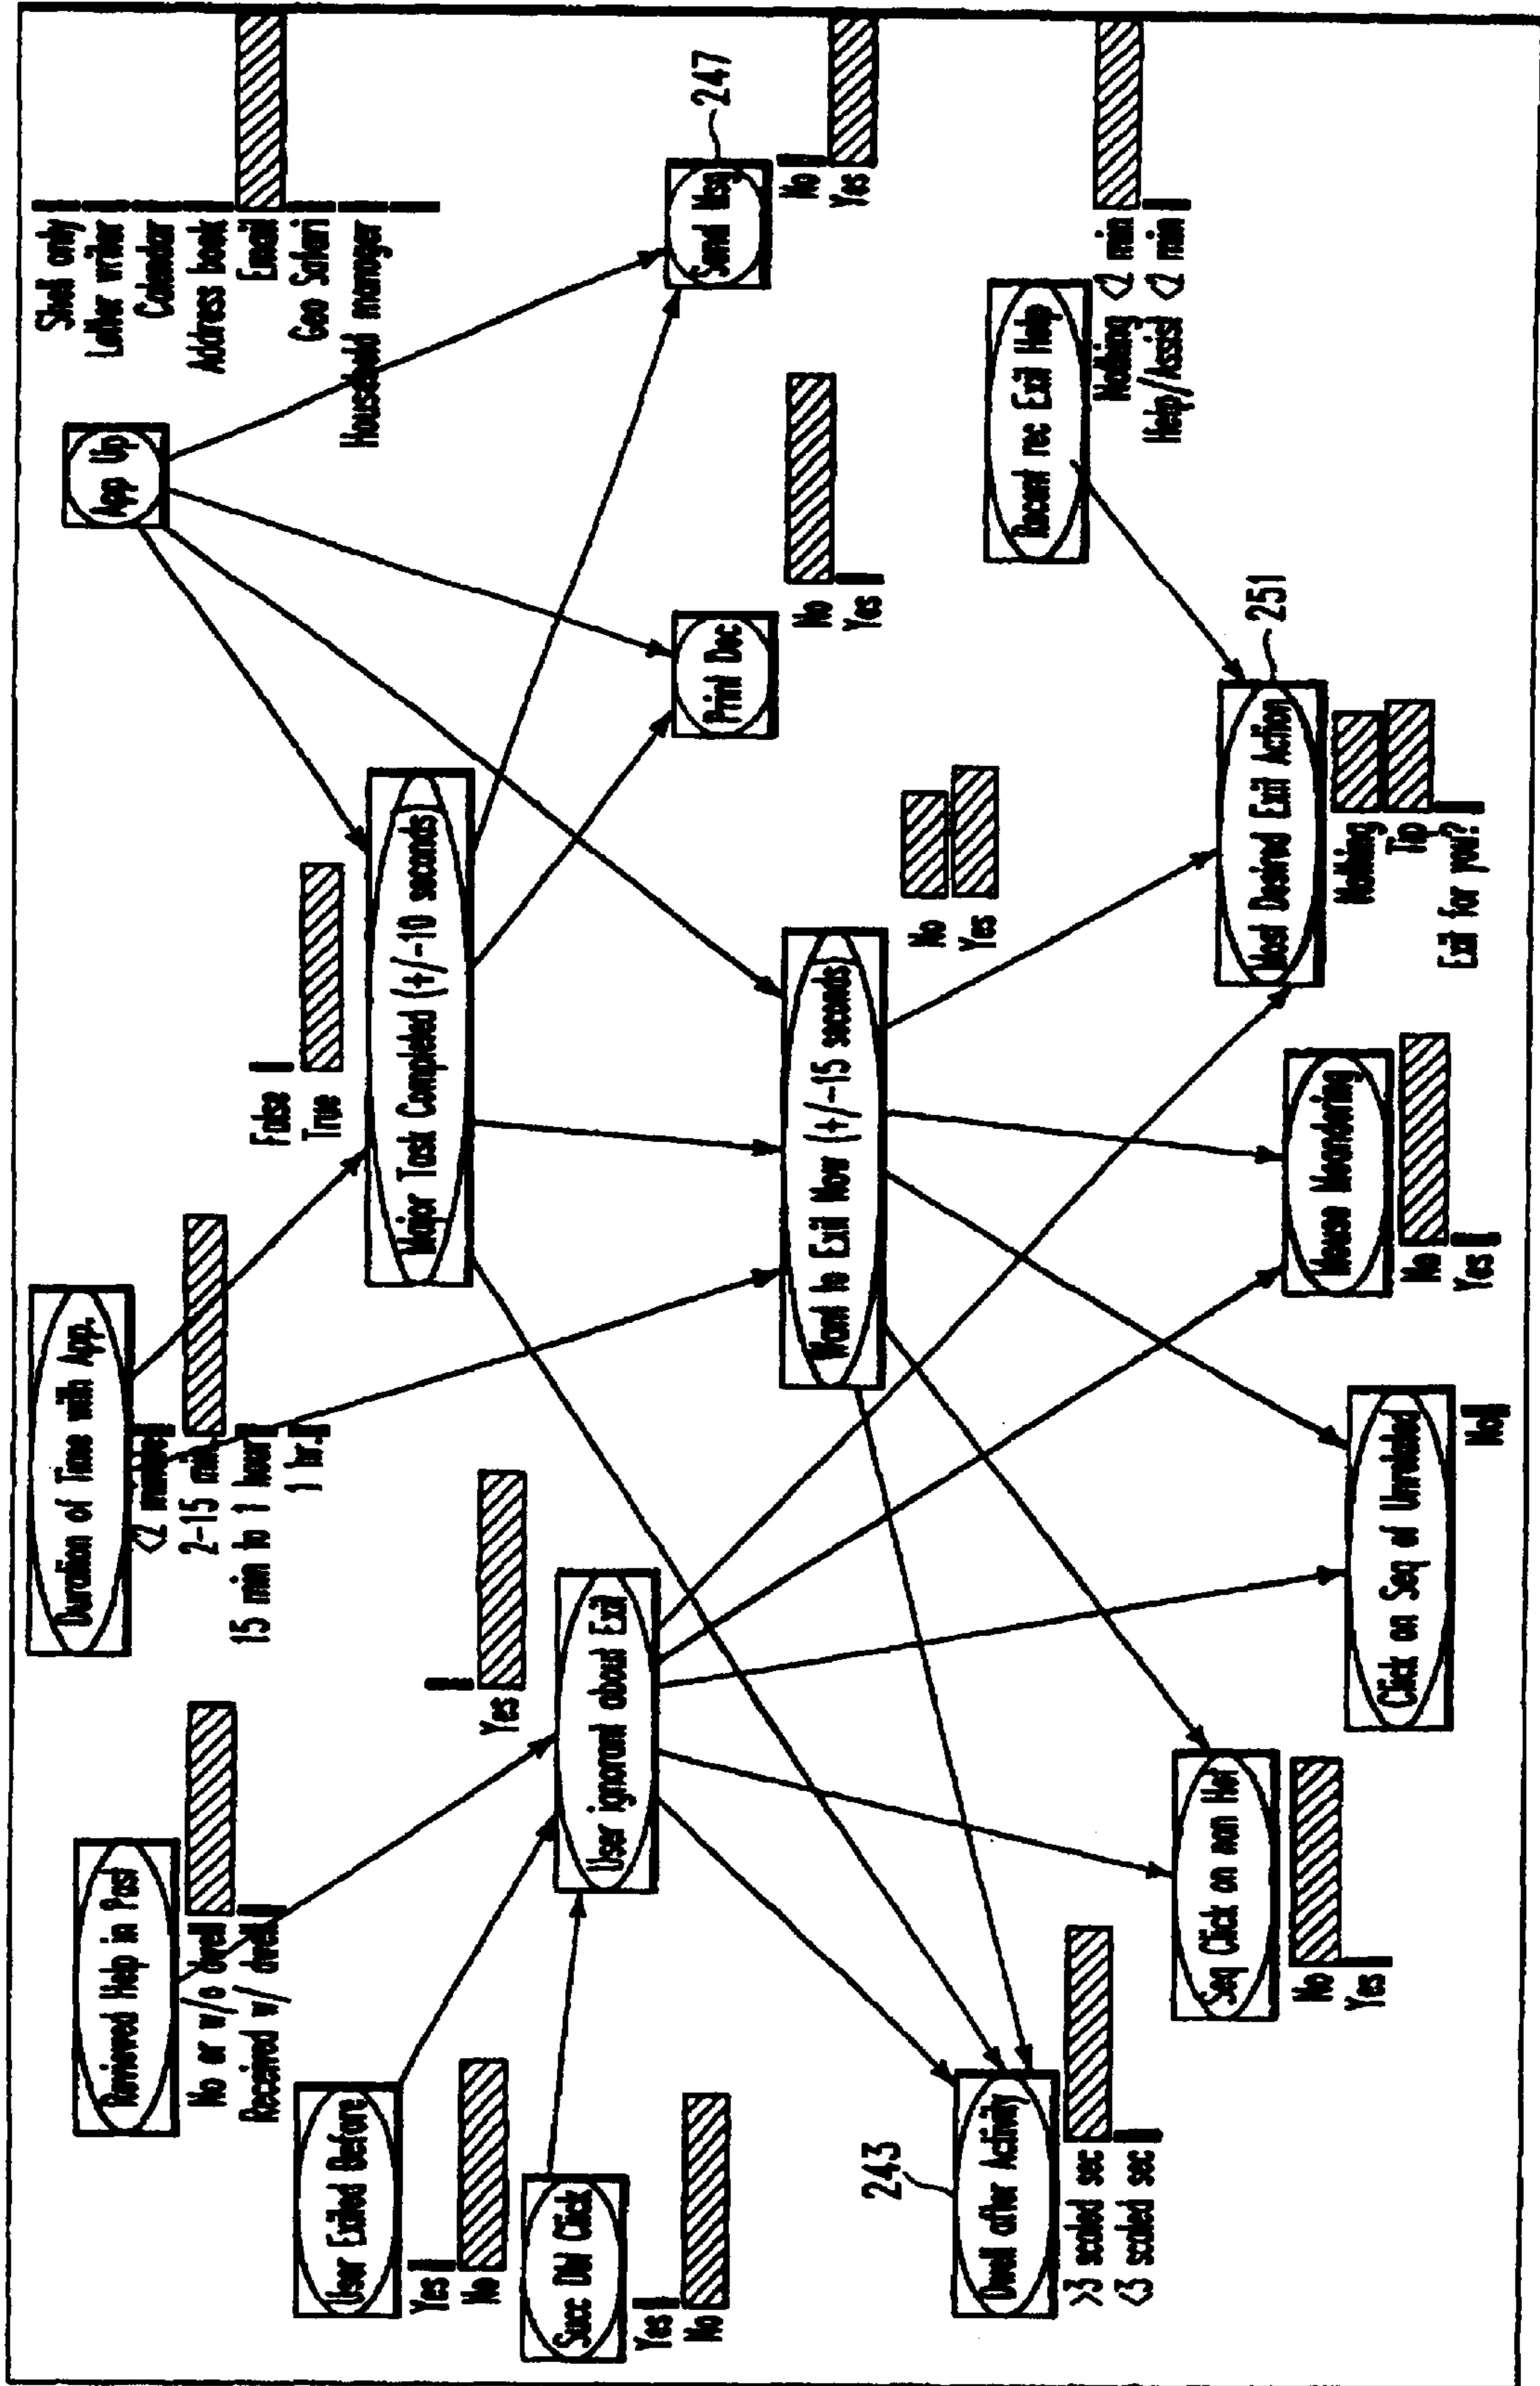 Reviewed Help in Past
No or w/o dwell
Received w/ dwell
Duration of Time with App.
<2 minute
2-15 min
15 min to 1 hour
1 hr.
App Up
Shell only
Letter writer
Calendar
Address book
Email
Geo Safari
Household manager
User Exited Before
Yes
No
False
True
Major Task Completed (+/-10 seconds
Succ Dbl Click
Yes
No
Yes
User ignorant about Exit
Print Doc
No
Yes
Send Msg
247
No
Yes
Want to Exit Now (+/-15 seconds)
No
Yes
243
Dwell after Activity
>3 scaled sec
<3 scaled sec
Recent rec Exit Help
Nothing <2 min
Help/Assist <2 min
Seq Click on non Hot
No
Yes
Click on Seq of Unrelated
No
Mouse Meandering
No
Yes
Most Desired Exit Action
251
Nothing
Tip
Exit for you?